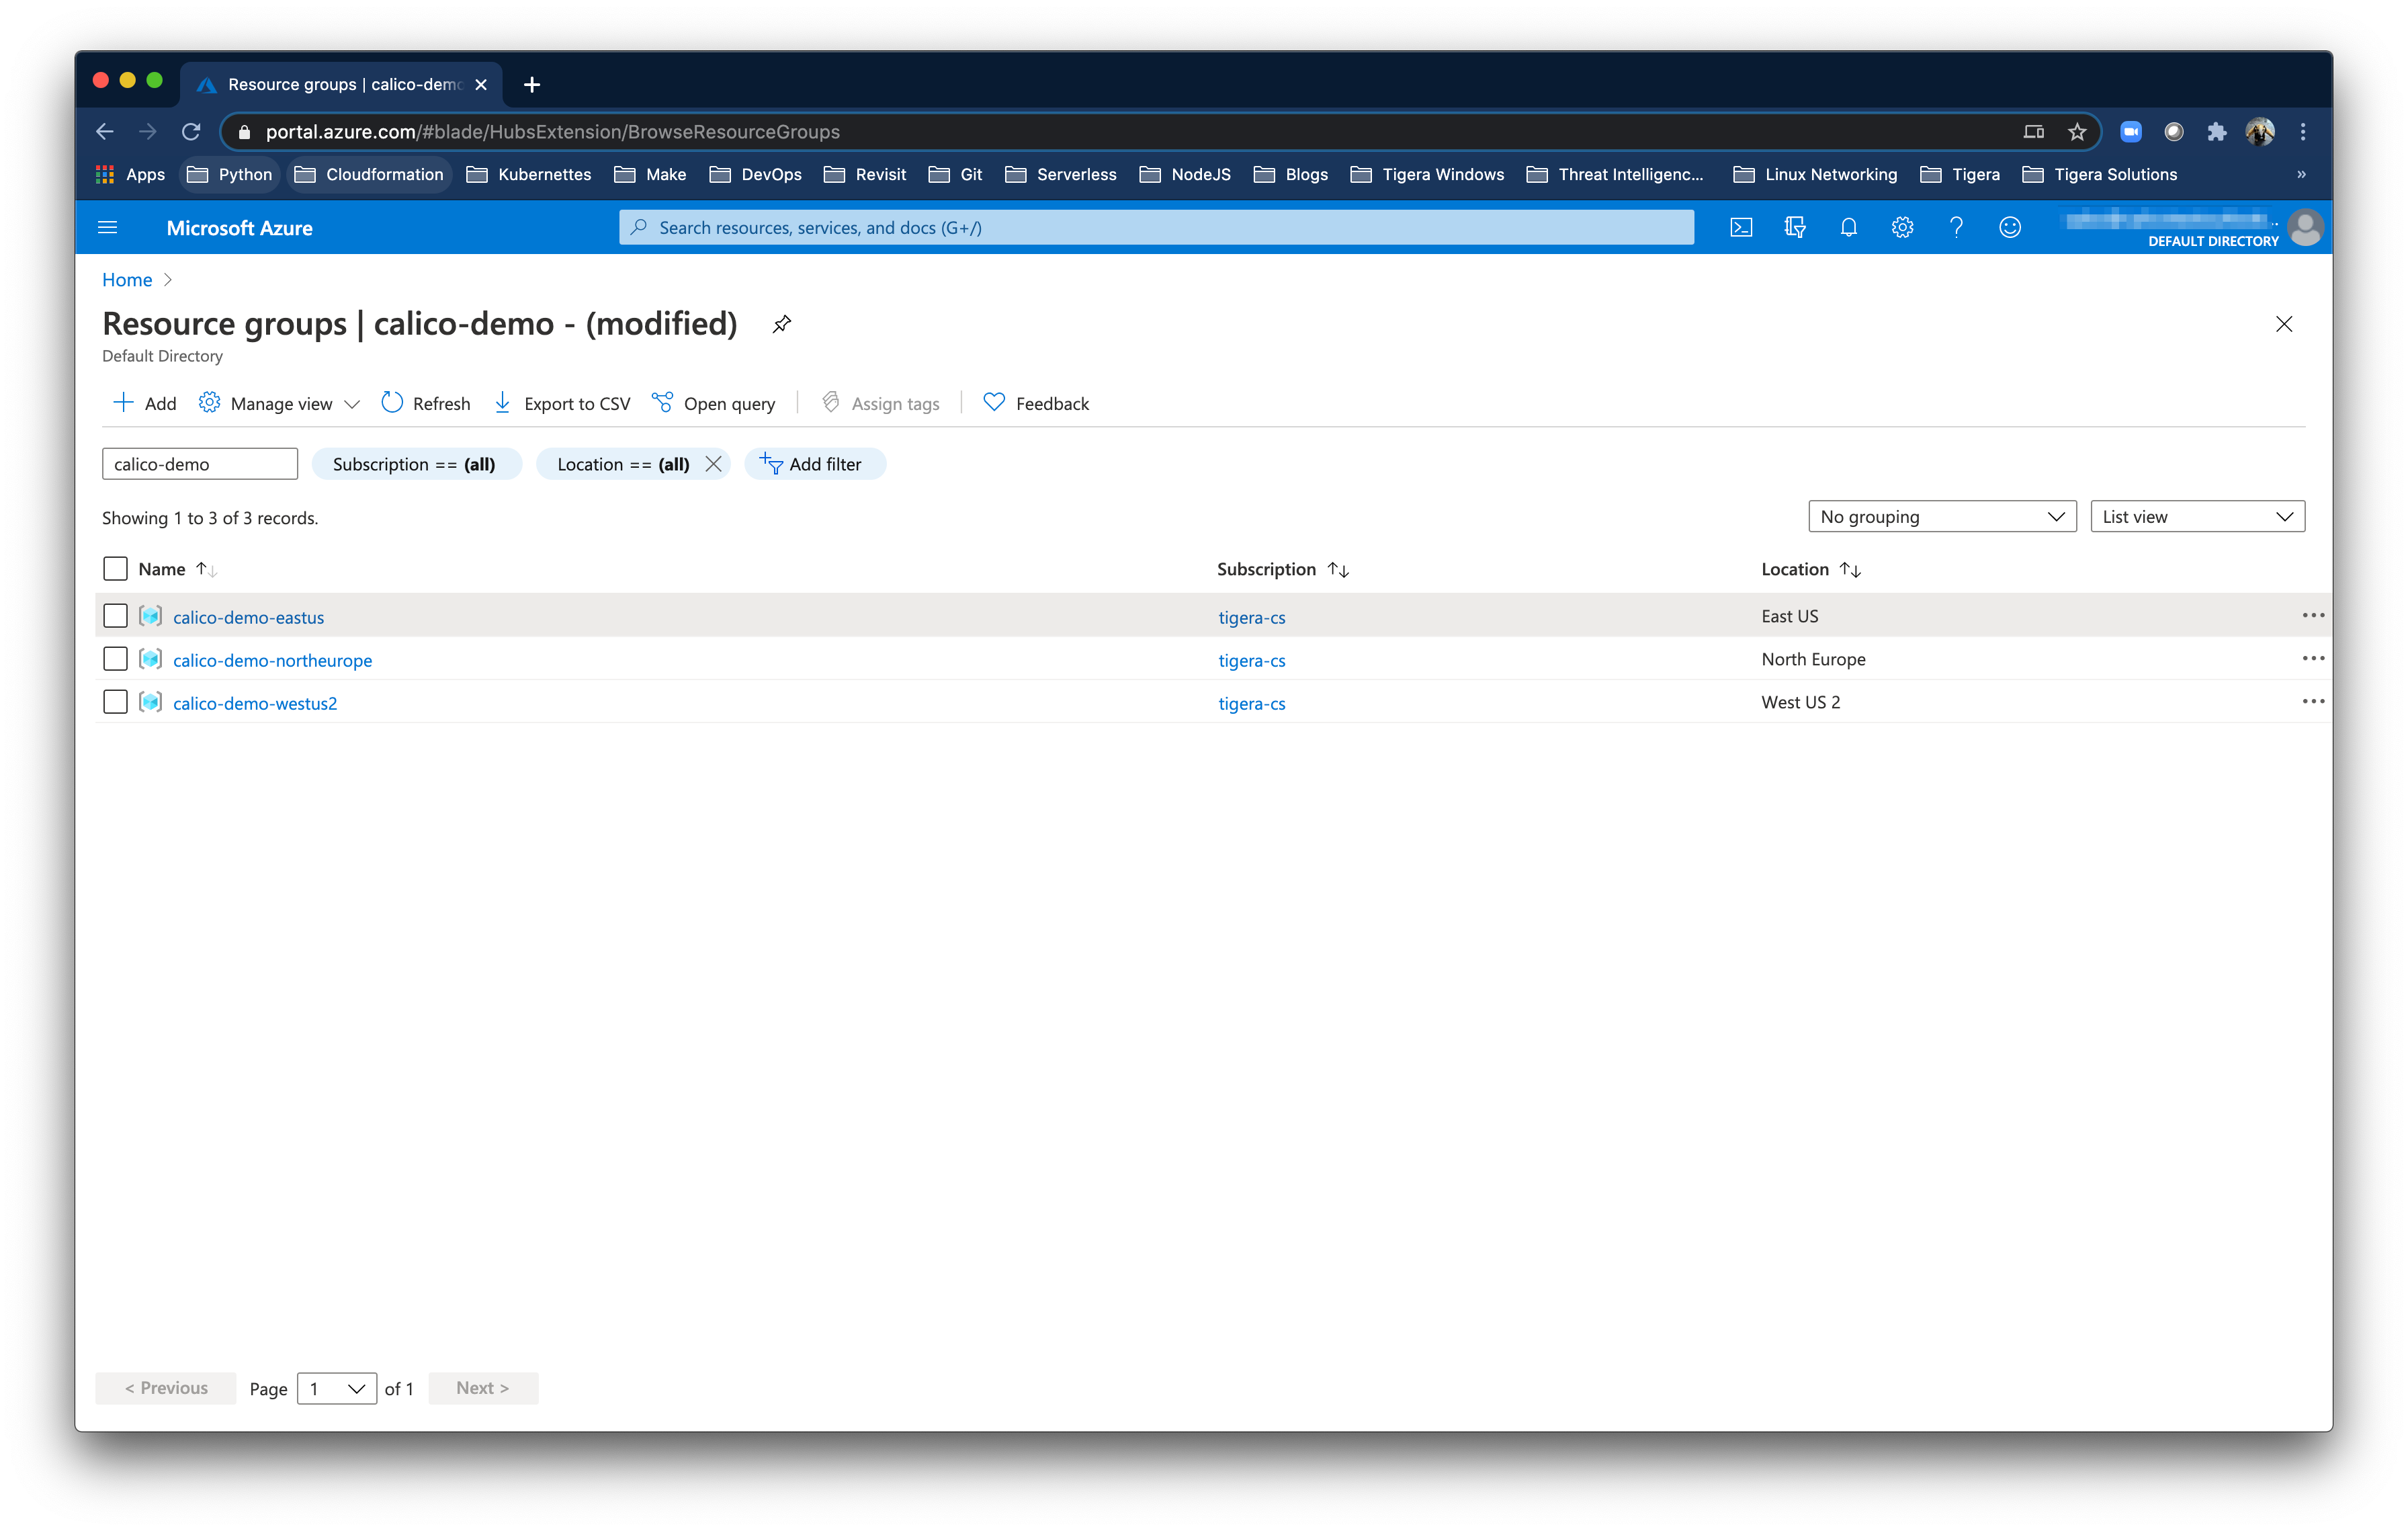 Resource groups | calico-demo
portal.azure.com/#blade/HubsExtension/BrowseResourceGroups
Apps Python Cloudformation Kubernettes Make DevOps Revisit Git Serverless NodeJS Blogs Tigera Windows Threat Intelligenc... Linux Networking Tigera Tigera Solutions »
Microsoft Azure Search resources, services, and docs (G+/)
DEFAULT DIRECTORY
Home >
Resource groups | calico-demo - (modified)
Default Directory
Add Manage view Refresh Export to CSV Open query Assign tags Feedback
calico-demo Subscription == (all) Location == (all) Add filter
Showing 1 to 3 of 3 records. No grouping List view
Name Subscription Location
calico-demo-eastus tigera-cs East US
calico-demo-northeurope tigera-cs North Europe
calico-demo-westus2 tigera-cs West US 2
< Previous Page 1 of 1 Next >